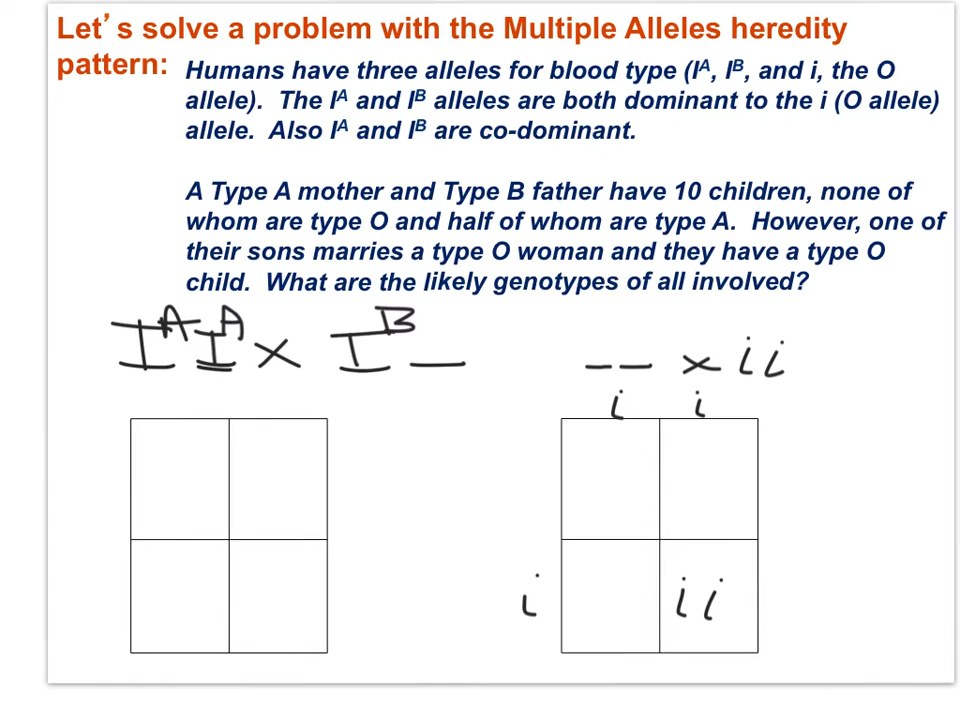 Let's solve a problem with the Multiple Alleles heredity
pattern: Humans have three alleles for blood type (Iᴬ, Iᴮ, and i, the O
allele). The Iᴬ and Iᴮ alleles are both dominant to the i (O allele)
allele. Also Iᴬ and Iᴮ are co-dominant.
A Type A mother and Type B father have 10 children, none of
whom are type O and half of whom are type A. However, one of
their sons marries a type O woman and they have a type O
child. What are the likely genotypes of all involved?
IᴬIᴬ × Iᴮ_ _ _ × ii
i i
i ii